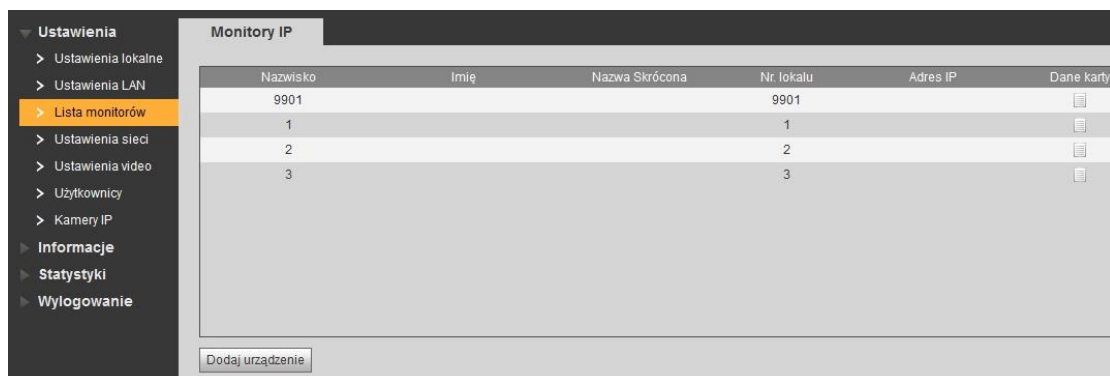 Ustawienia
Ustawienia lokalne
Ustawienia LAN
Lista monitorów
Ustawienia sieci
Ustawienia video
Użytkownicy
Kamery IP
Informacje
Statystyki
Wylogowanie
Monitory IP
Nazwisko Imię Nazwa Skrócona Nr. lokalu Adres IP Dane karty
9901 9901
1 1
2 2
3 3
Dodaj urządzenie